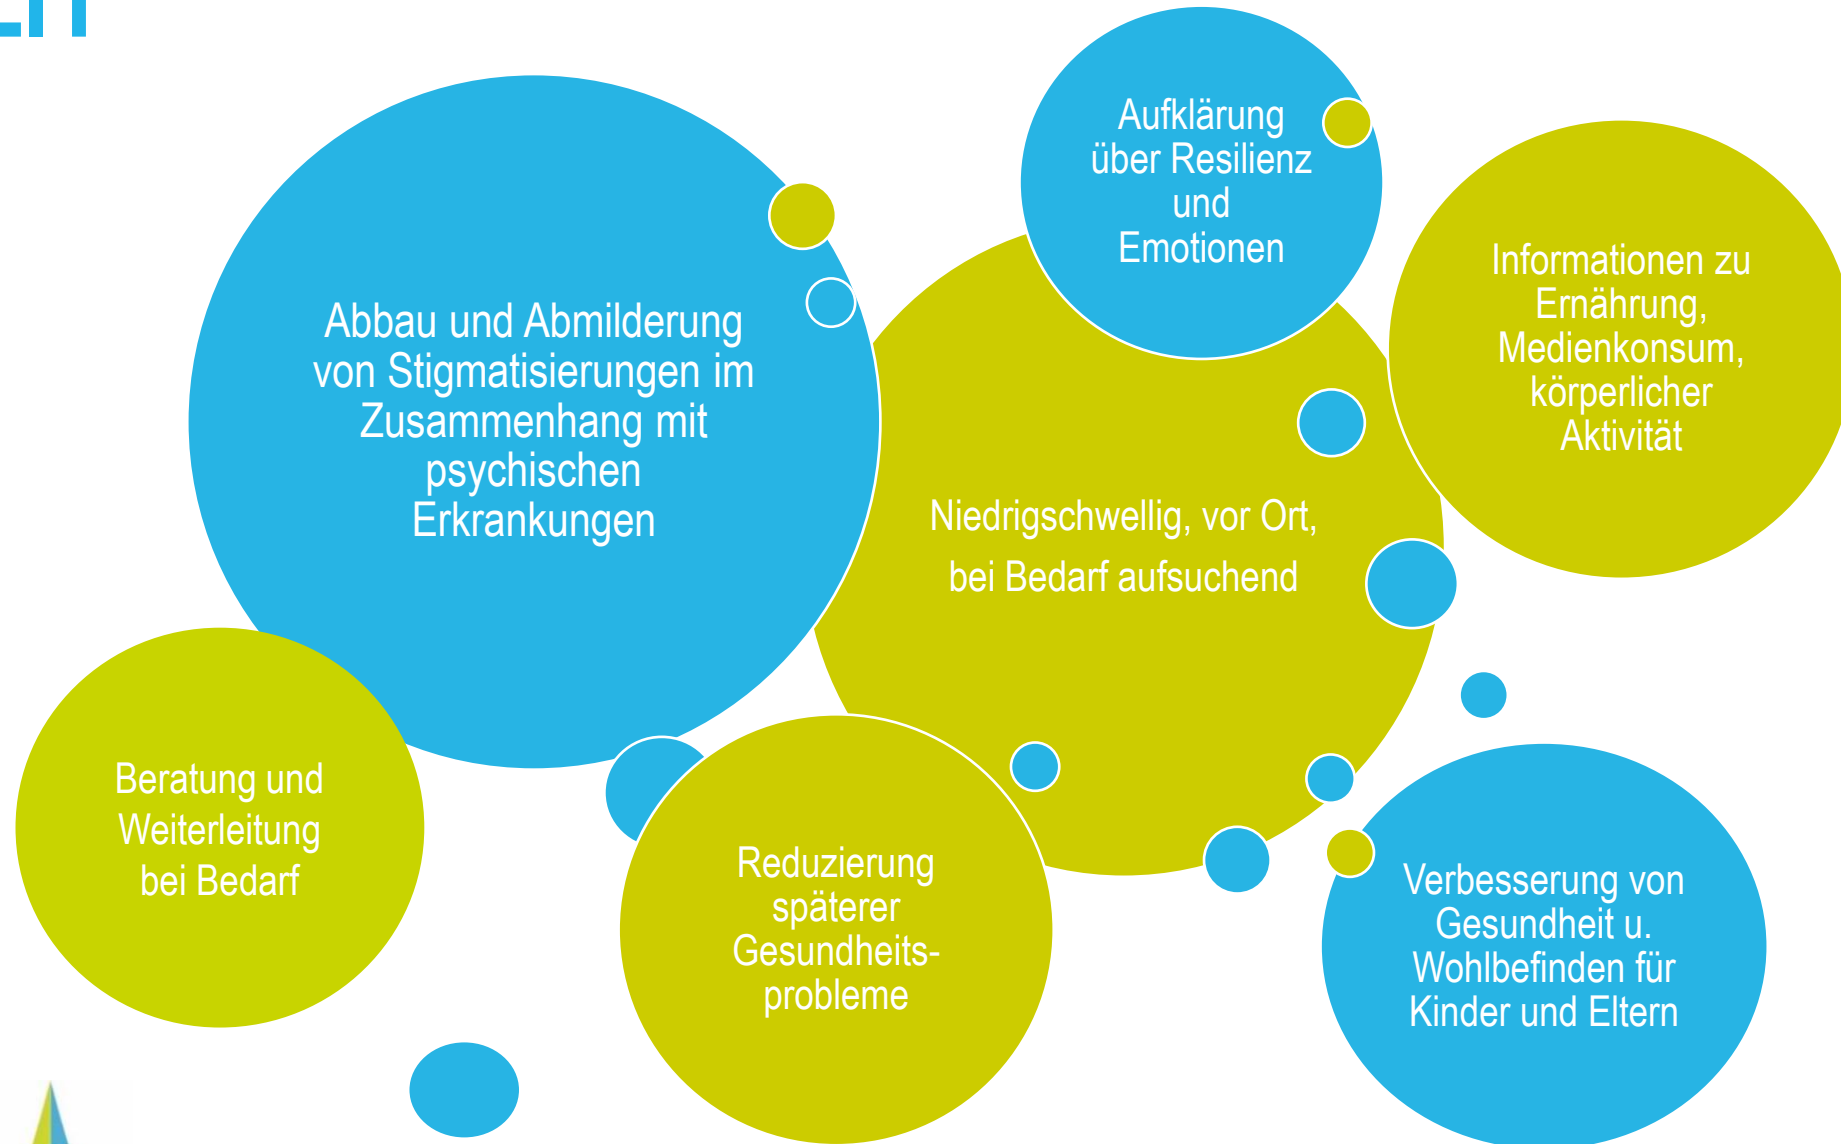 Aufklärung
über Resilienz
und
Emotionen
Informationen zu
Ernährung,
Medienkonsum,
körperlicher
Aktivität
Abbau und Abmilderung
von Stigmatisierungen im
Zusammenhang mit
psychischen
Erkrankungen
Niedrigschwellig, vor Ort,
bei Bedarf aufsuchend
Beratung und
Weiterleitung
bei Bedarf
Reduzierung
späterer
Gesundheits-
probleme
Verbesserung von
Gesundheit u.
Wohlbefinden für
Kinder und Eltern